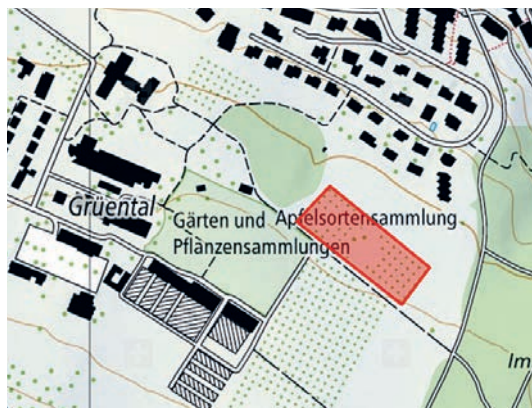 Grüental
Gärten und
Pflanzensammlungen
Apfelsortensammlung
Im